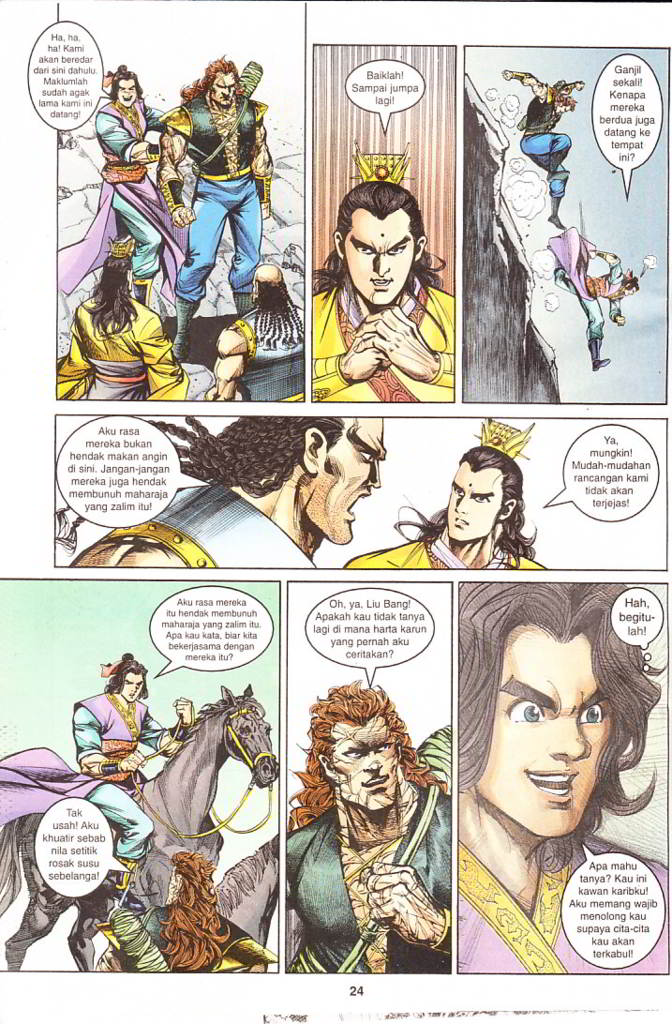 Ha, ha,
ha! Kami
akan beredar
dari sini dahulu.
Maklumlah
sudah agak
lama kami ini
datang!
Baiklah!
Sampai jumpa
lagi!
Ganjil
sekali!
Kenapa
mereka
berdua juga
datang ke
tempat
ini?
Aku rasa
mereka bukan
hendak makan angin
di sini. Jangan-jangan
mereka juga hendak
membunuh maharaja
yang zalim itu!
Ya,
mungkin!
Mudah-mudahan
rancangan kami
tidak akan
terjejas!
Aku rasa mereka
itu hendak membunuh
maharaja yang zalim itu.
Apa kau kata, biar kita
bekerjasama dengan
mereka itu?
Tak
usah! Aku
khuatir sebab
nila setitik
rosak susu
sebelanga!
Oh, ya, Liu Bang!
Apakah kau tidak tanya
lagi di mana harta karun
yang pernah aku
ceritakan?
Hah,
begitu-
lah!
Apa mahu
tanya? Kau ini
kawan karibku!
Aku memang wajib
menolong kau
supaya cita-cita
kau akan
terkabul!
24